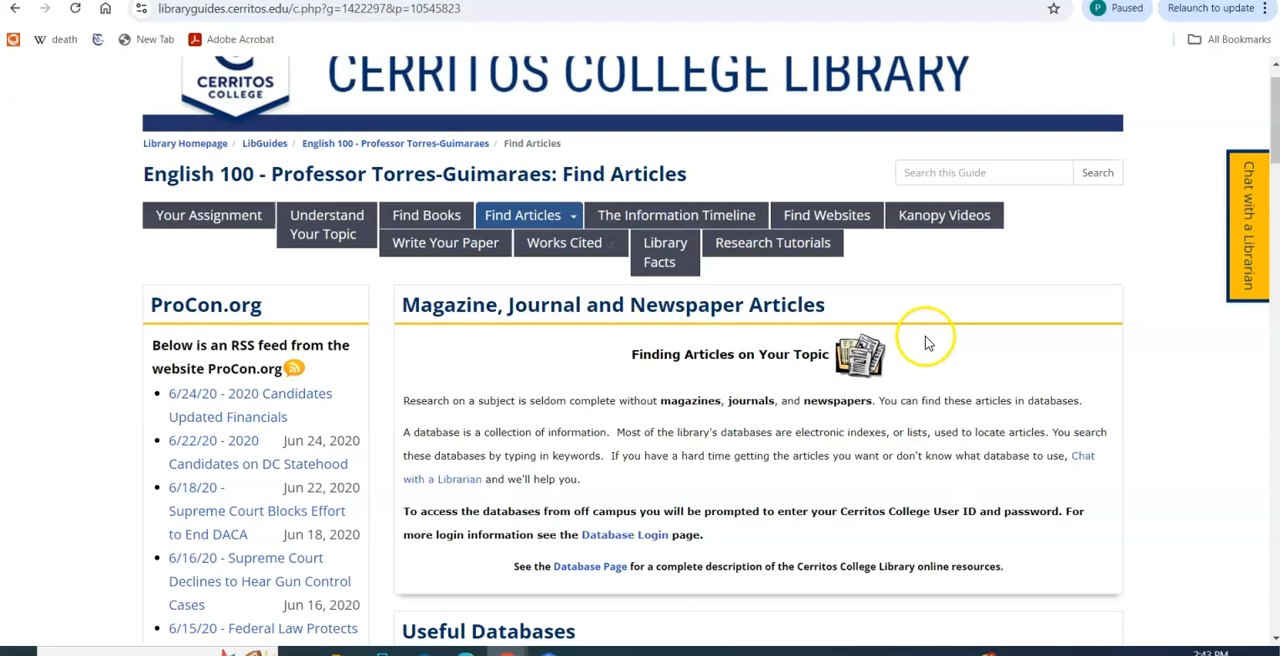 libraryguides.cerritos.edu/c.php?g=1422297&p=10545823
Paused
Relaunch to update
death
New Tab
Adobe Acrobat
All Bookmarks
CERRITOS COLLEGE LIBRARY
CERRITOS
COLLEGE
Library Homepage / LibGuides / English 100 - Professor Torres-Guimaraes / Find Articles
English 100 - Professor Torres-Guimaraes: Find Articles
Search this Guide
Search
Chat with a Librarian
Your Assignment
Understand
Your Topic
Find Books
Find Articles
The Information Timeline
Find Websites
Kanopy Videos
Write Your Paper
Works Cited
Library
Facts
Research Tutorials
ProCon.org
Below is an RSS feed from the
website ProCon.org
6/24/20 - 2020 Candidates
Updated Financials
6/22/20 - 2020 Jun 24, 2020
Candidates on DC Statehood
6/18/20 - Jun 22, 2020
Supreme Court Blocks Effort
to End DACA Jun 18, 2020
6/16/20 - Supreme Court
Declines to Hear Gun Control
Cases Jun 16, 2020
6/15/20 - Federal Law Protects
Magazine, Journal and Newspaper Articles
Finding Articles on Your Topic
Research on a subject is seldom complete without magazines, journals, and newspapers. You can find these articles in databases.
A database is a collection of information. Most of the library's databases are electronic indexes, or lists, used to locate articles. You search
these databases by typing in keywords. If you have a hard time getting the articles you want or don't know what database to use, Chat
with a Librarian and we'll help you.
To access the databases from off campus you will be prompted to enter your Cerritos College User ID and password. For
more login information see the Database Login page.
See the Database Page for a complete description of the Cerritos College Library online resources.
Useful Databases
2:43 PM